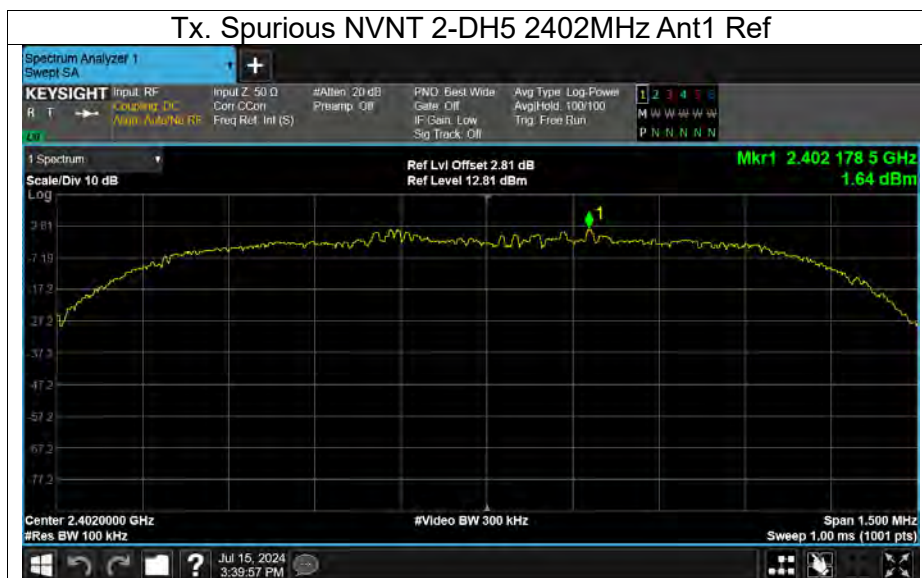 Tx. Spurious NVNT 2-DH5 2402MHz Ant1 Ref
Spectrum Analyzer 1
Swept SA
+
KEYSIGHT Input: RF Input Z: 50 Ω #Atten: 20 dB PNO: Best Wide Avg Type: Log-Power 1 2 3 4 5 6
R T Coupling: DC Corr CCorr Preamp: Off Gate: Off Avg|Hold: 100/100 M W W W W W
Align: Auto/No RF Freq Ref: Int (S) IF Gain: Low Trig: Free Run
Sig Track: Off P N N N N N
1 Spectrum Ref Lvl Offset 2.81 dB Mkr1 2.402 178 5 GHz
Scale/Div 10 dB Ref Level 12.81 dBm 1.64 dBm
Log
1
2.81
-7.19
-17.2
-27.2
-37.2
-47.2
-57.2
-67.2
-77.2
Center 2.4020000 GHz #Video BW 300 kHz Span 1.500 MHz
#Res BW 100 kHz Sweep 1.00 ms (1001 pts)
? Jul 15, 2024
3:39:57 PM